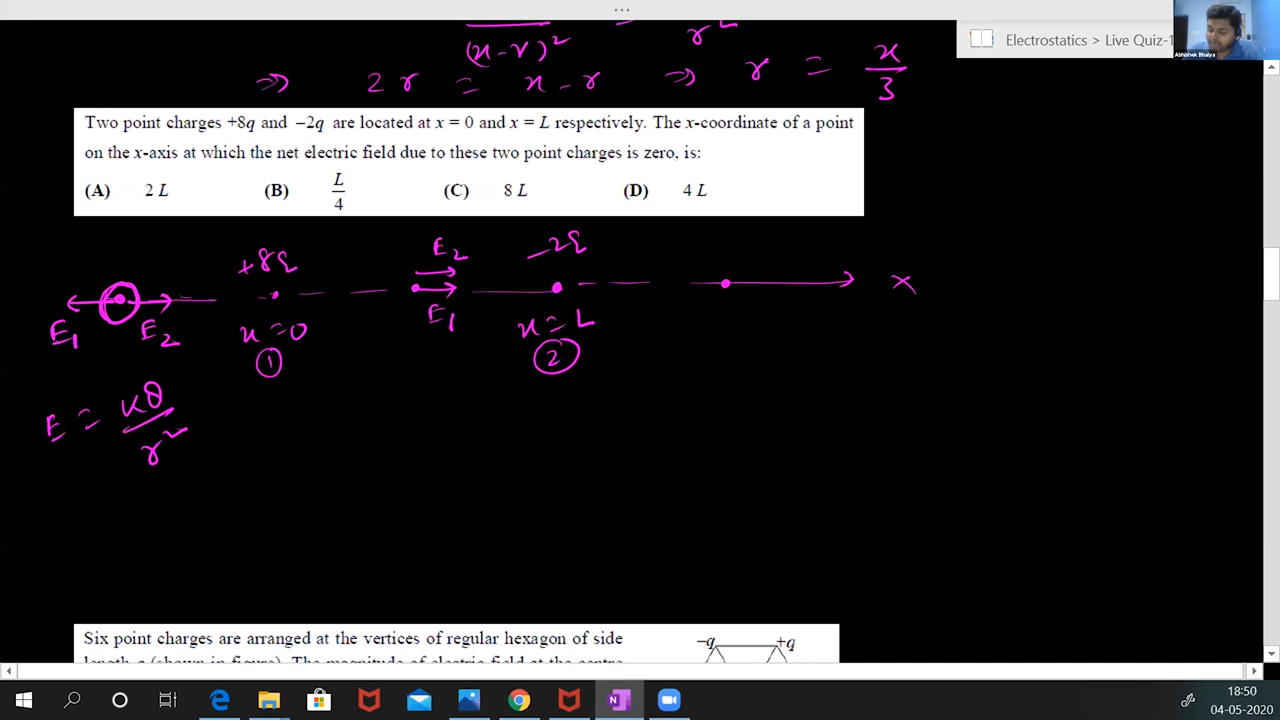 (x-r)² = r²
⇒ 2r = x-r ⇒ r = x/3
Electrostatics > Live Quiz-1
Abhishek Bhaiya
Two point charges +8q and −2q are located at x = 0 and x = L respectively. The x-coordinate of a point
on the x-axis at which the net electric field due to these two point charges is zero, is:
(A) 2 L (B) L/4 (C) 8 L (D) 4 L
+8q E₂ -2q
E₁ E₂ x=0 E₁ x=L x
① ②
E = KQ/r²
Six point charges are arranged at the vertices of regular hexagon of side
−q +q
18:50
04-05-2020